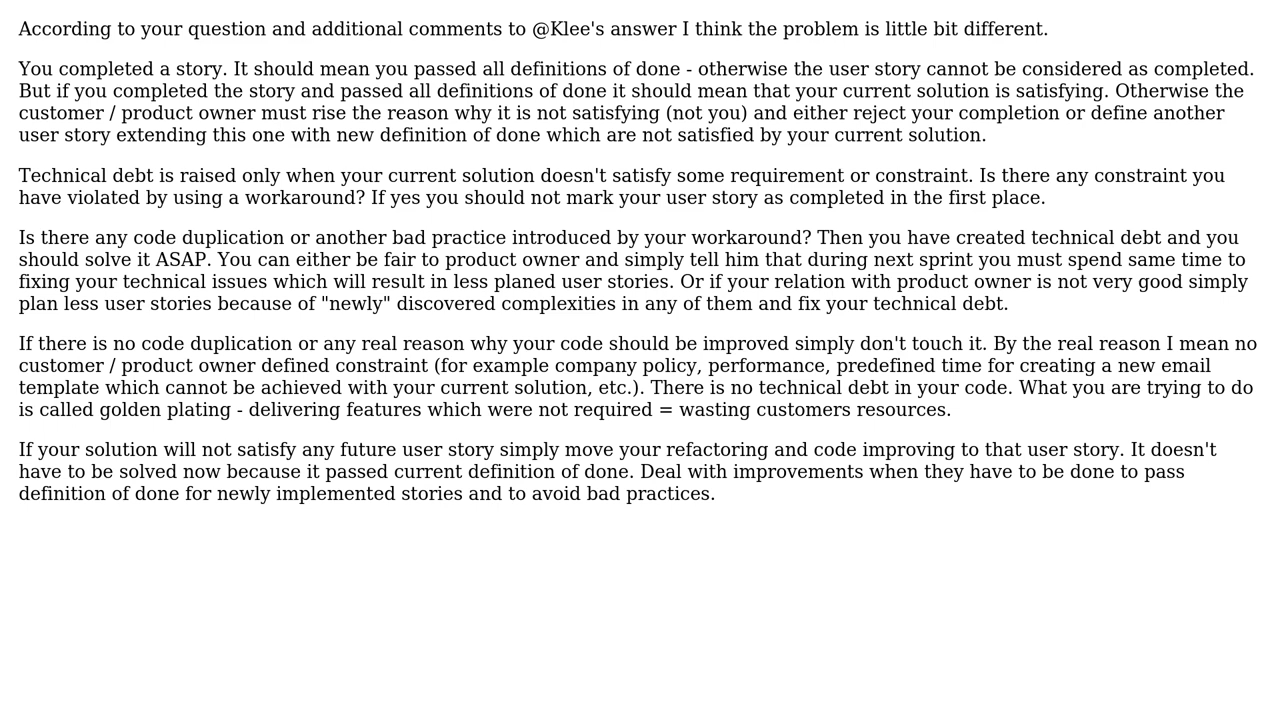 According to your question and additional comments to @Klee's answer I think the problem is little bit different.
You completed a story. It should mean you passed all definitions of done - otherwise the user story cannot be considered as completed.
But if you completed the story and passed all definitions of done it should mean that your current solution is satisfying. Otherwise the
customer / product owner must rise the reason why it is not satisfying (not you) and either reject your completion or define another
user story extending this one with new definition of done which are not satisfied by your current solution.
Technical debt is raised only when your current solution doesn't satisfy some requirement or constraint. Is there any constraint you
have violated by using a workaround? If yes you should not mark your user story as completed in the first place.
Is there any code duplication or another bad practice introduced by your workaround? Then you have created technical debt and you
should solve it ASAP. You can either be fair to product owner and simply tell him that during next sprint you must spend same time to
fixing your technical issues which will result in less planed user stories. Or if your relation with product owner is not very good simply
plan less user stories because of "newly" discovered complexities in any of them and fix your technical debt.
If there is no code duplication or any real reason why your code should be improved simply don't touch it. By the real reason I mean no
customer / product owner defined constraint (for example company policy, performance, predefined time for creating a new email
template which cannot be achieved with your current solution, etc.). There is no technical debt in your code. What you are trying to do
is called golden plating - delivering features which were not required = wasting customers resources.
If your solution will not satisfy any future user story simply move your refactoring and code improving to that user story. It doesn't
have to be solved now because it passed current definition of done. Deal with improvements when they have to be done to pass
definition of done for newly implemented stories and to avoid bad practices.